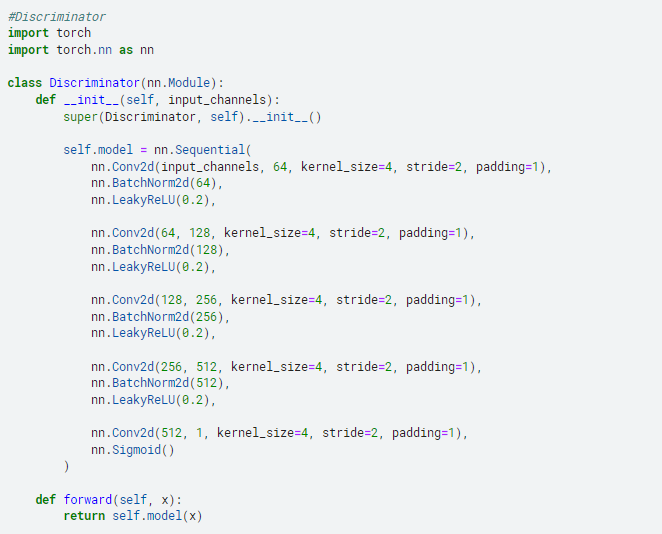 #Discriminator
import torch
import torch.nn as nn

class Discriminator(nn.Module):
    def __init__(self, input_channels):
        super(Discriminator, self).__init__()

        self.model = nn.Sequential(
            nn.Conv2d(input_channels, 64, kernel_size=4, stride=2, padding=1),
            nn.BatchNorm2d(64),
            nn.LeakyReLU(0.2),

            nn.Conv2d(64, 128, kernel_size=4, stride=2, padding=1),
            nn.BatchNorm2d(128),
            nn.LeakyReLU(0.2),

            nn.Conv2d(128, 256, kernel_size=4, stride=2, padding=1),
            nn.BatchNorm2d(256),
            nn.LeakyReLU(0.2),

            nn.Conv2d(256, 512, kernel_size=4, stride=2, padding=1),
            nn.BatchNorm2d(512),
            nn.LeakyReLU(0.2),

            nn.Conv2d(512, 1, kernel_size=4, stride=2, padding=1),
            nn.Sigmoid()
        )

    def forward(self, x):
        return self.model(x)